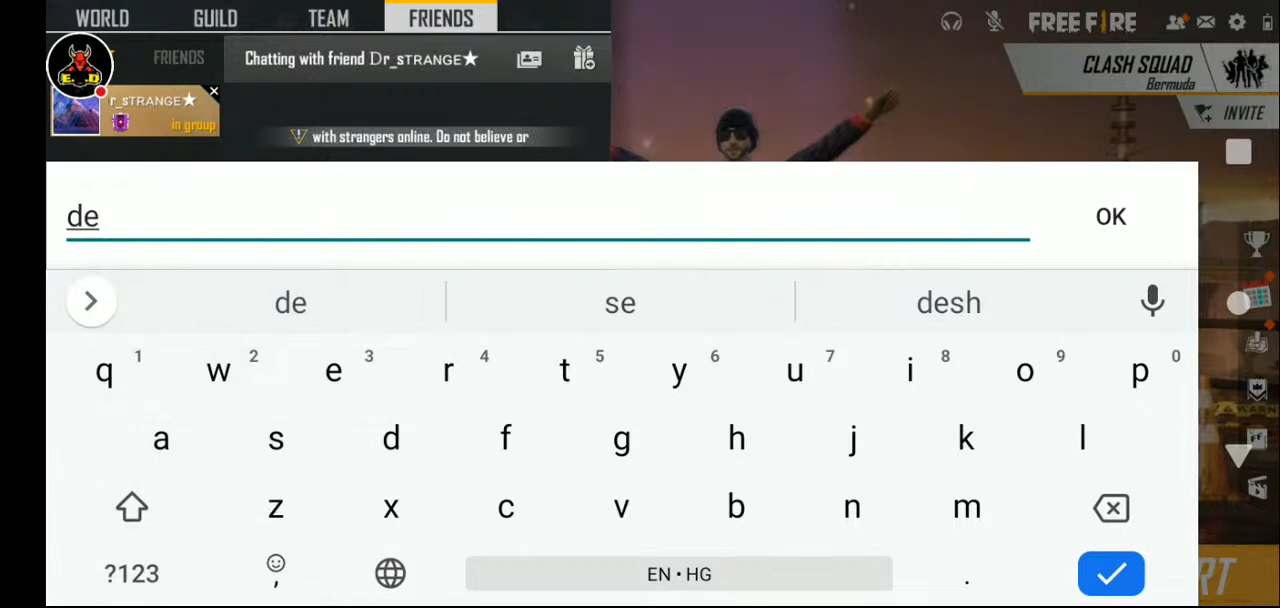 WORLD GUILD TEAM FRIENDS
FREE FIRE
FRIENDS
Chatting with friend Dr_sTRANGE★
CLASH SQUAD
Bermuda
E D
r_sTRANGE★
in group
INVITE
with strangers online. Do not believe or
de
OK
de se desh
q 1 w 2 e 3 r 4 t 5 y 6 u 7 i 8 o 9 p 0
a s d f g h j k l
z x c v b n m
?123 , EN • HG .
RT